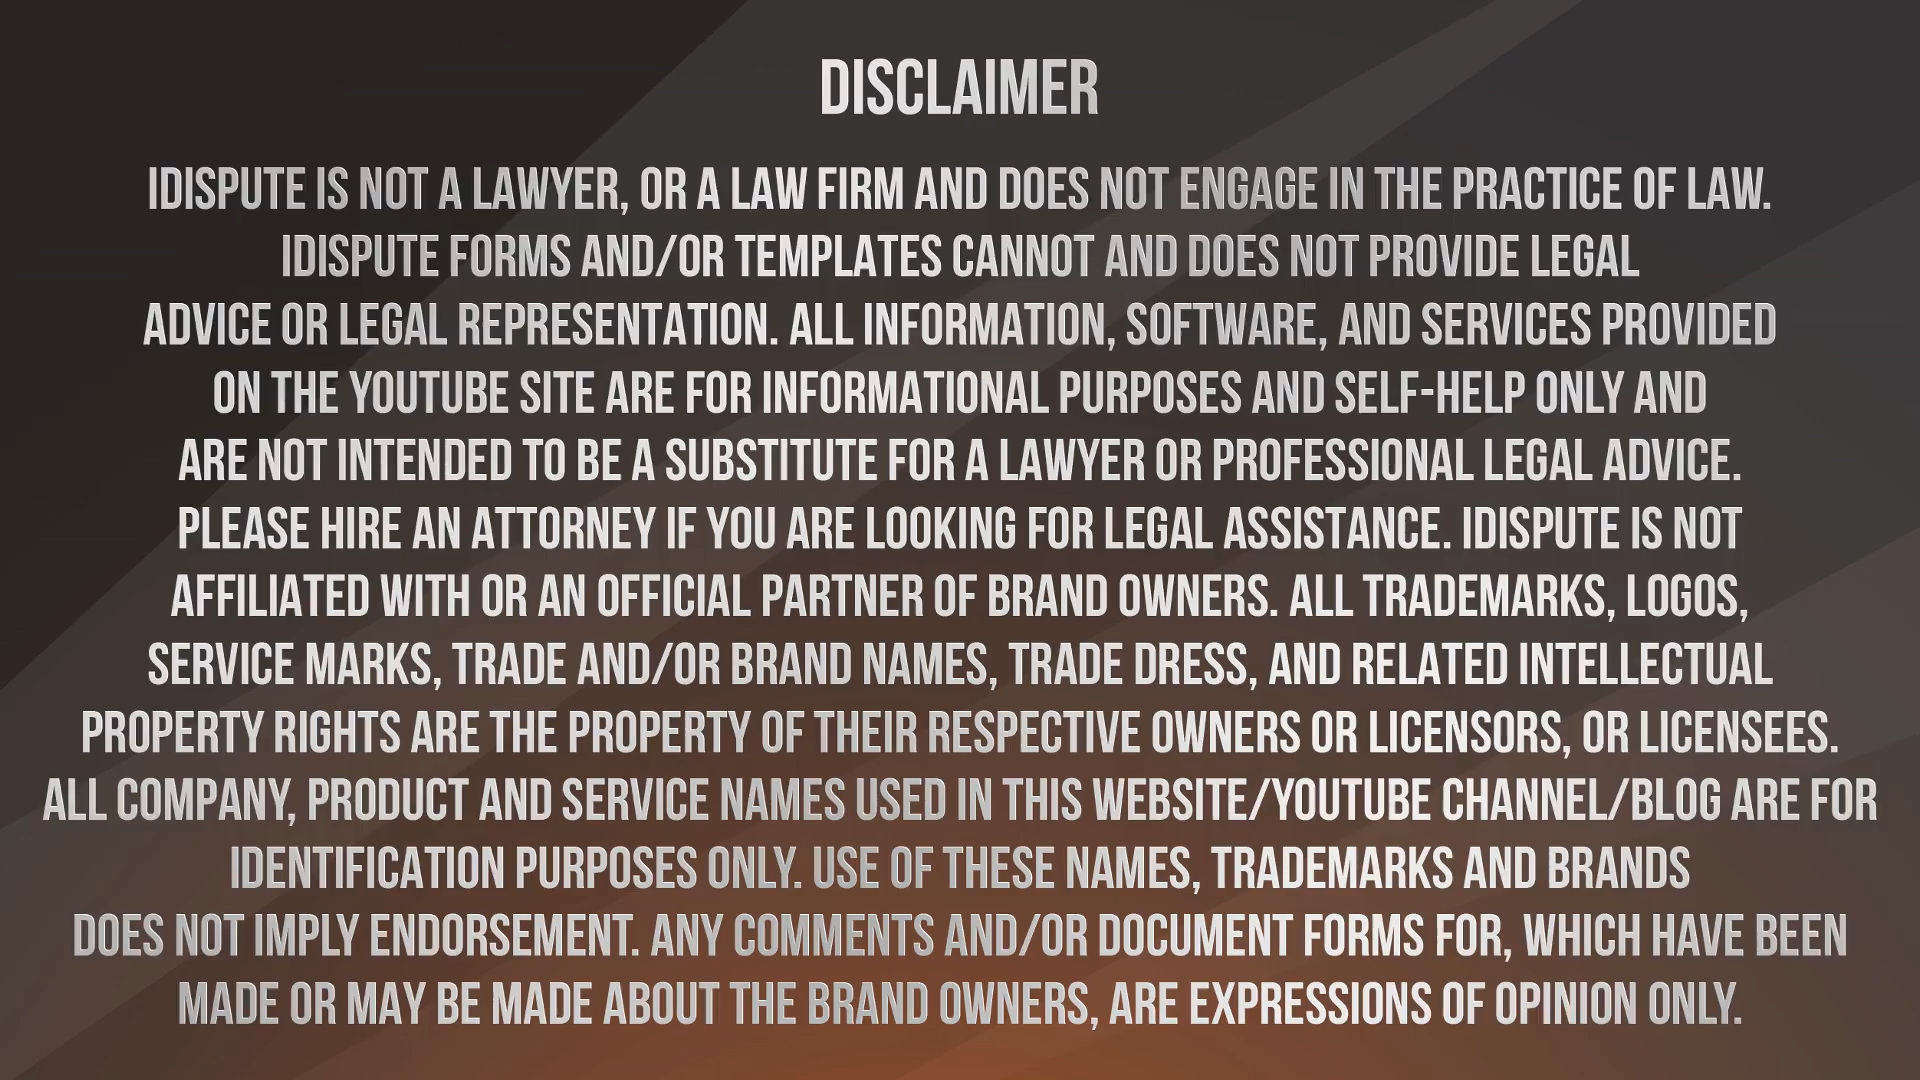 DISCLAIMER
IDISPUTE IS NOT A LAWYER, OR A LAW FIRM AND DOES NOT ENGAGE IN THE PRACTICE OF LAW.
IDISPUTE FORMS AND/OR TEMPLATES CANNOT AND DOES NOT PROVIDE LEGAL
ADVICE OR LEGAL REPRESENTATION. ALL INFORMATION, SOFTWARE, AND SERVICES PROVIDED
ON THE YOUTUBE SITE ARE FOR INFORMATIONAL PURPOSES AND SELF-HELP ONLY AND
ARE NOT INTENDED TO BE A SUBSTITUTE FOR A LAWYER OR PROFESSIONAL LEGAL ADVICE.
PLEASE HIRE AN ATTORNEY IF YOU ARE LOOKING FOR LEGAL ASSISTANCE. IDISPUTE IS NOT
AFFILIATED WITH OR AN OFFICIAL PARTNER OF BRAND OWNERS. ALL TRADEMARKS, LOGOS,
SERVICE MARKS, TRADE AND/OR BRAND NAMES, TRADE DRESS, AND RELATED INTELLECTUAL
PROPERTY RIGHTS ARE THE PROPERTY OF THEIR RESPECTIVE OWNERS OR LICENSORS, OR LICENSEES.
ALL COMPANY, PRODUCT AND SERVICE NAMES USED IN THIS WEBSITE/YOUTUBE CHANNEL/BLOG ARE FOR
IDENTIFICATION PURPOSES ONLY. USE OF THESE NAMES, TRADEMARKS AND BRANDS
DOES NOT IMPLY ENDORSEMENT. ANY COMMENTS AND/OR DOCUMENT FORMS FOR, WHICH HAVE BEEN
MADE OR MAY BE MADE ABOUT THE BRAND OWNERS, ARE EXPRESSIONS OF OPINION ONLY.